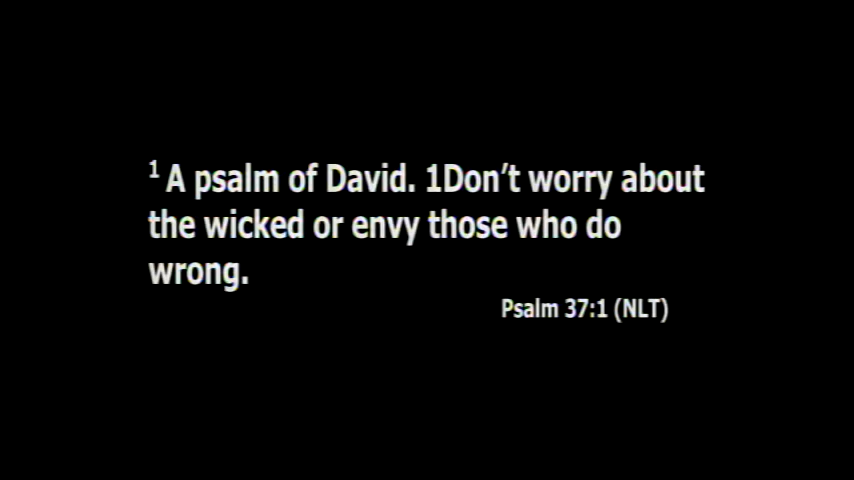 ¹ A psalm of David. 1Don’t worry about
the wicked or envy those who do
wrong.
Psalm 37:1 (NLT)